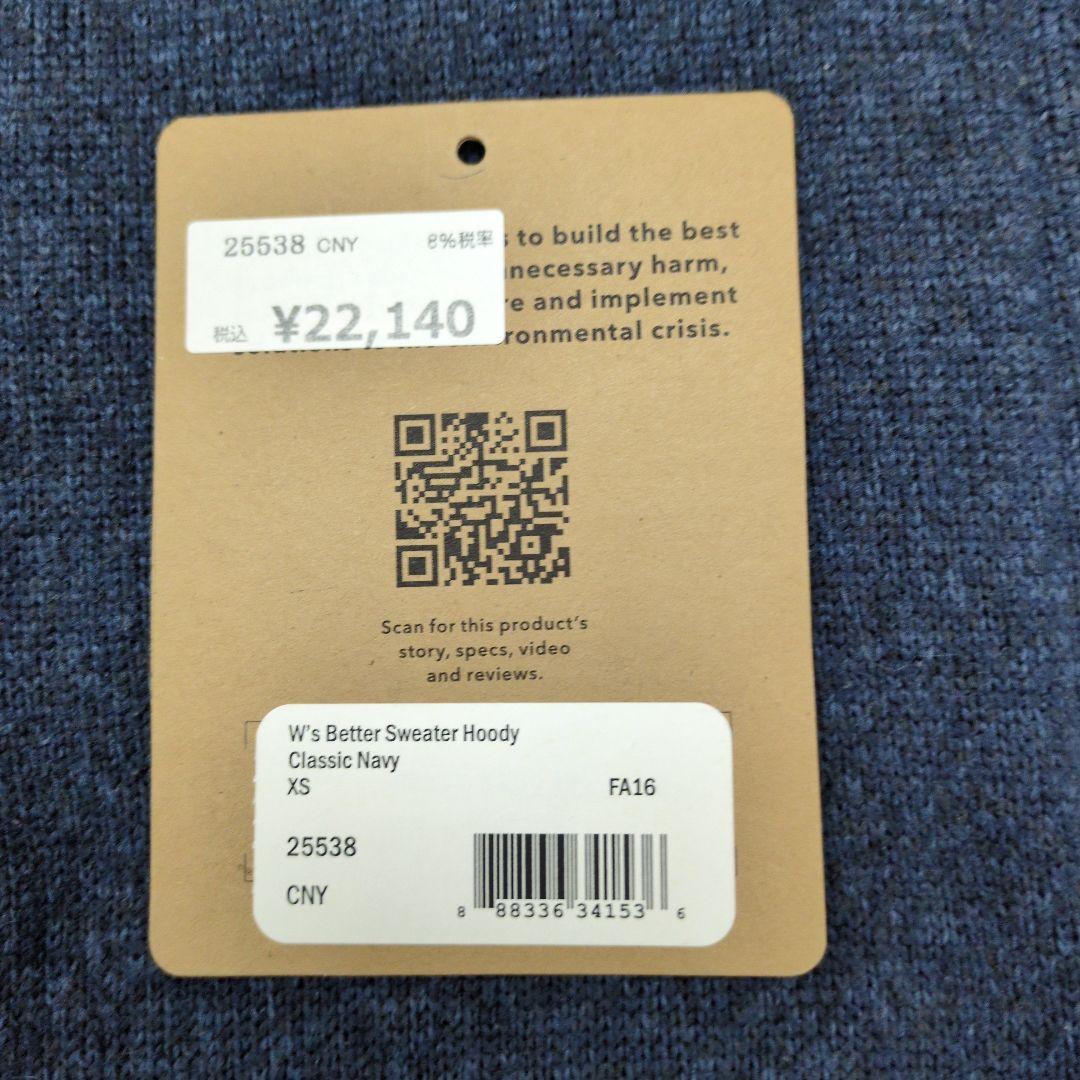 25538 CNY 8%税率
税込 ¥22,140
to build the best
necessary harm,
and implement
crisis.
Scan for this product's
story, specs, video
and reviews.
W's Better Sweater Hoody
Classic Navy
XS FA16
25538
CNY
8 88336 34153 6